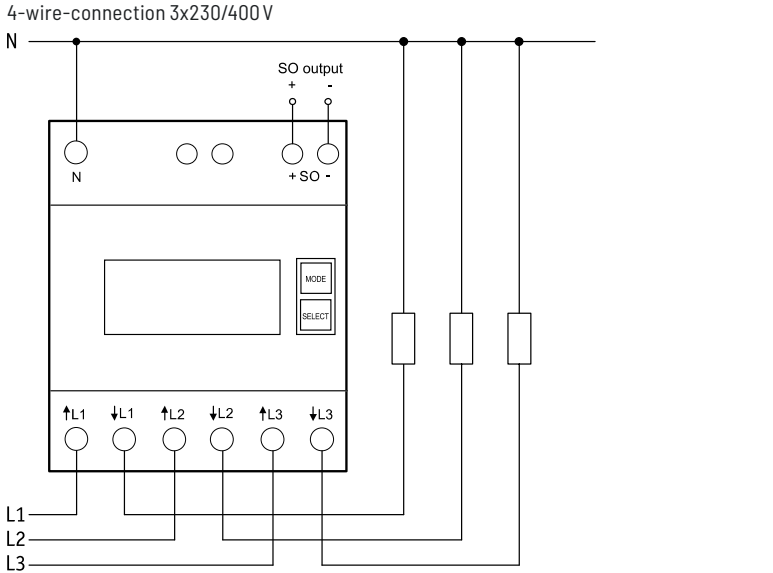 4-wire-connection 3x230/400 V
N
SO output
+ -
N
+ SO -
MODE
SELECT
↑L1 ↓L1 ↑L2 ↓L2 ↑L3 ↓L3
L1
L2
L3